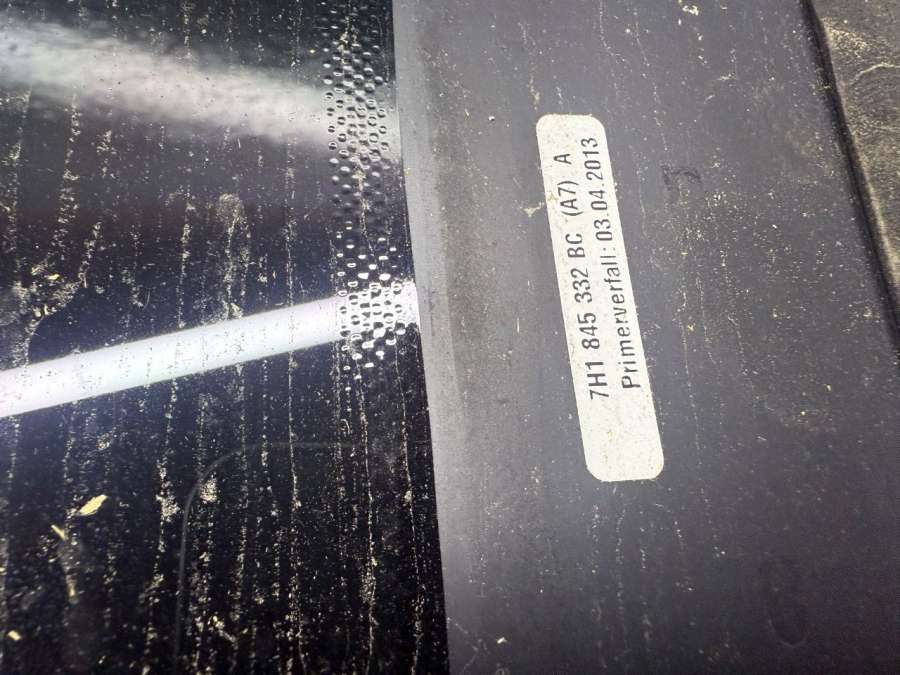 7H1 845 332 BC (A7) A
Primerverfall: 03.04.2013